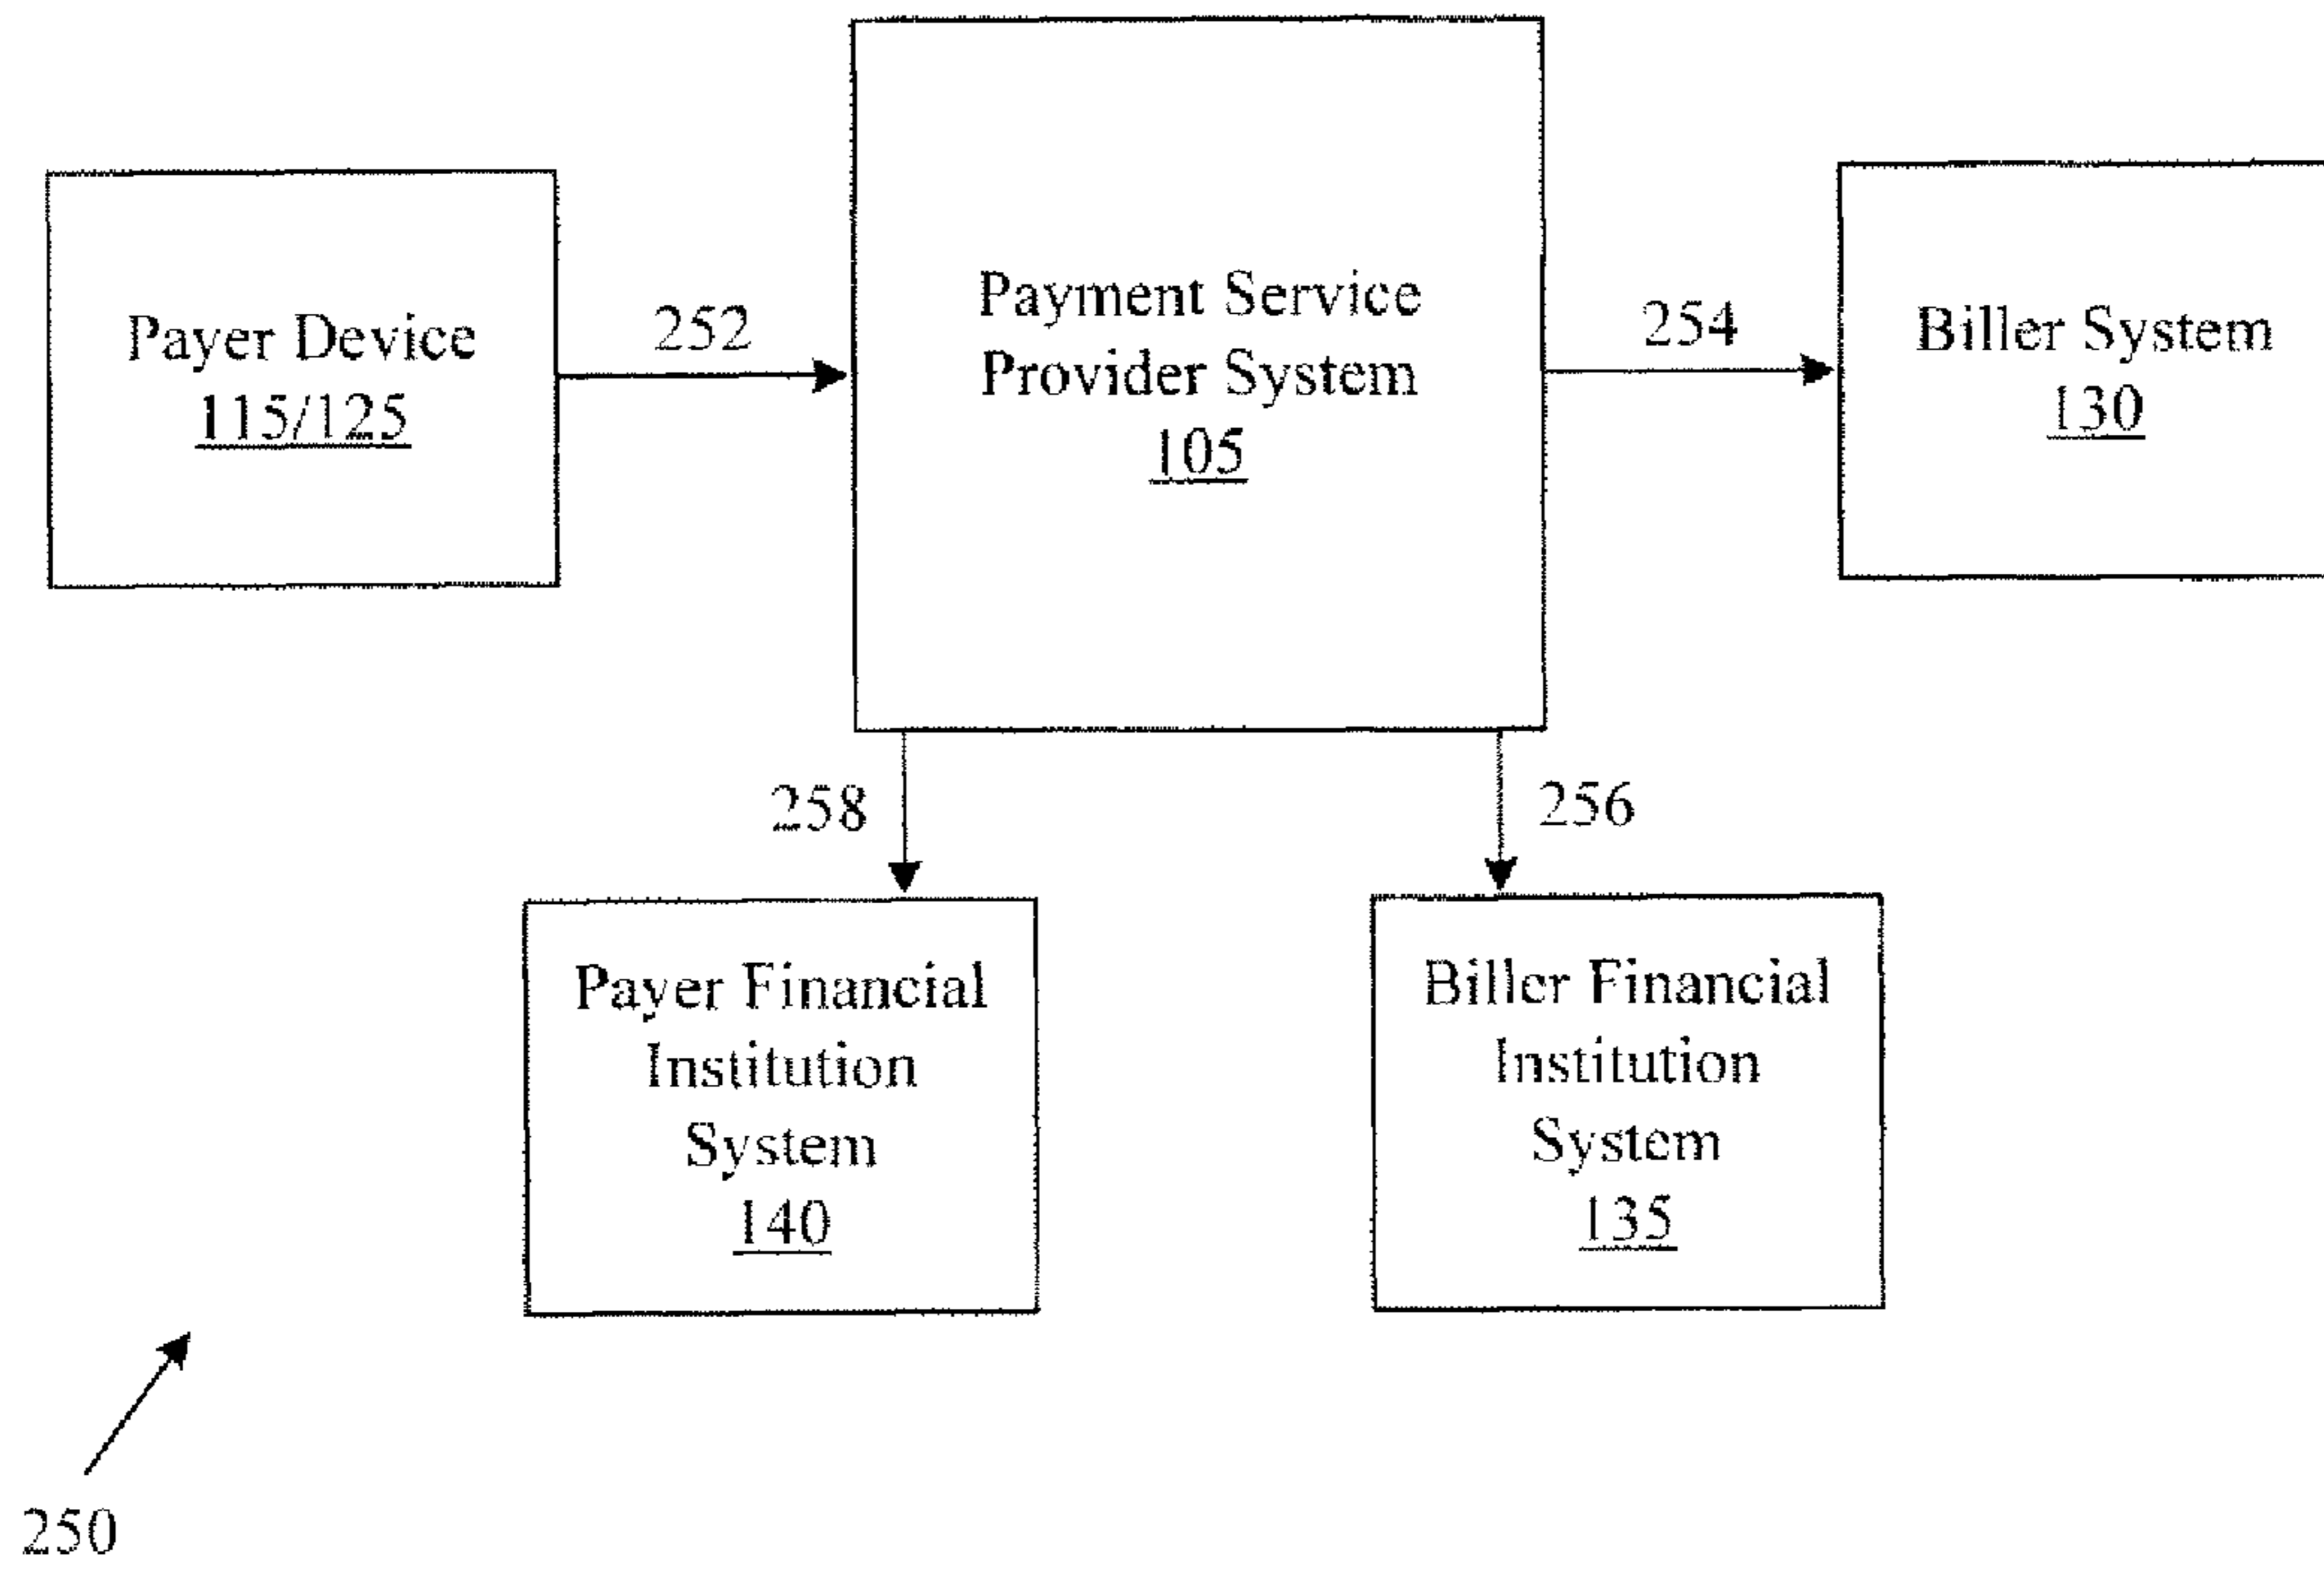 Payer Device
115/125
252
Payment Service
Provider System
105
254
Biller System
130
258
256
Payer Financial
Institution
System
140
Biller Financial
Institution
System
135
250